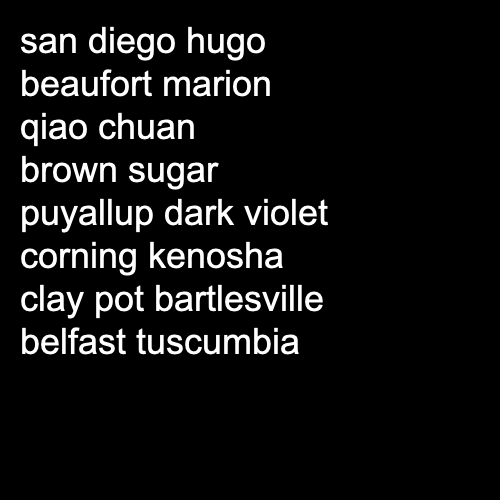 san diego hugo
beaufort marion
qiao chuan
brown sugar
puyallup dark violet
corning kenosha
clay pot bartlesville
belfast tuscumbia